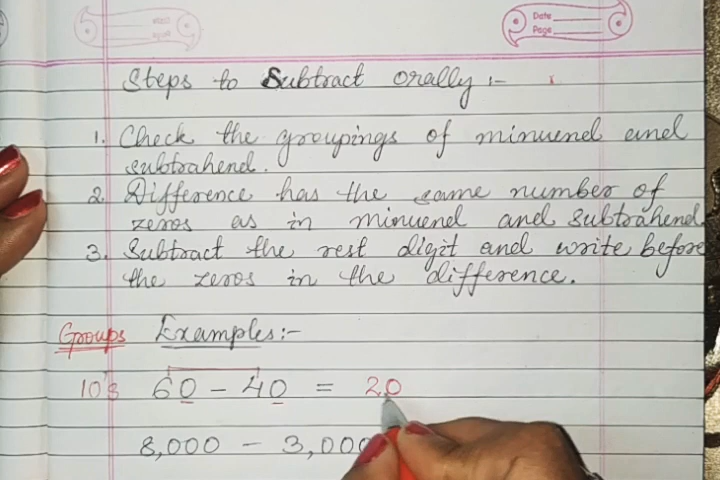 Date
Page
Steps to Subtract orally :-
1. Check the groupings of minuend and
subtrahend.
2. Difference has the same number of
zeros as in minuend and subtrahend.
3. Subtract the rest digit and write before
the zeros in the difference.
Groups Examples:-
10's 60 - 40 = 20
8,000 - 3,000